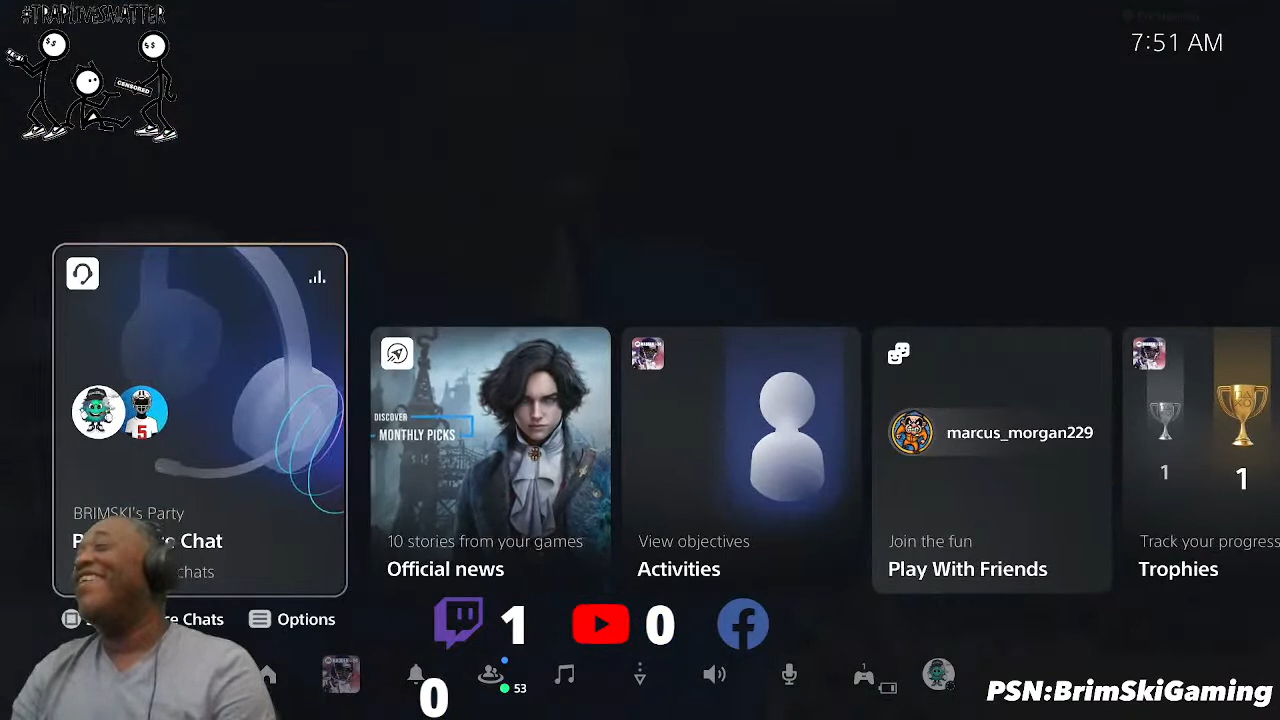 #TRAPLIVESMATTER
$$
$$
CENSORED
7:51 AM
DISCOVER
MONTHLY PICKS
5
marcus_morgan229
1
1
BRIMSKI's Party
Chat
chats
10 stories from your games
Official news
View objectives
Activities
Join the fun
Play With Friends
Track your progress
Trophies
Chats
Options
1
0
0
53
PSN:BrimSkiGaming